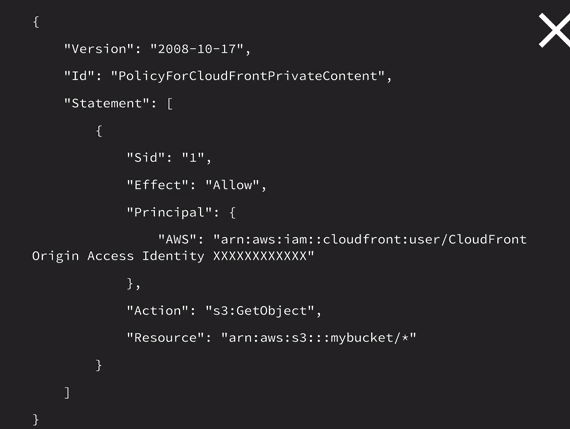 {
    "Version": "2008-10-17",
    "Id": "PolicyForCloudFrontPrivateContent",
    "Statement": [
        {
            "Sid": "1",
            "Effect": "Allow",
            "Principal": {
                "AWS": "arn:aws:iam::cloudfront:user/CloudFront
Origin Access Identity XXXXXXXXXXXX"
            },
            "Action": "s3:GetObject",
            "Resource": "arn:aws:s3:::mybucket/*"
        }
    ]
}